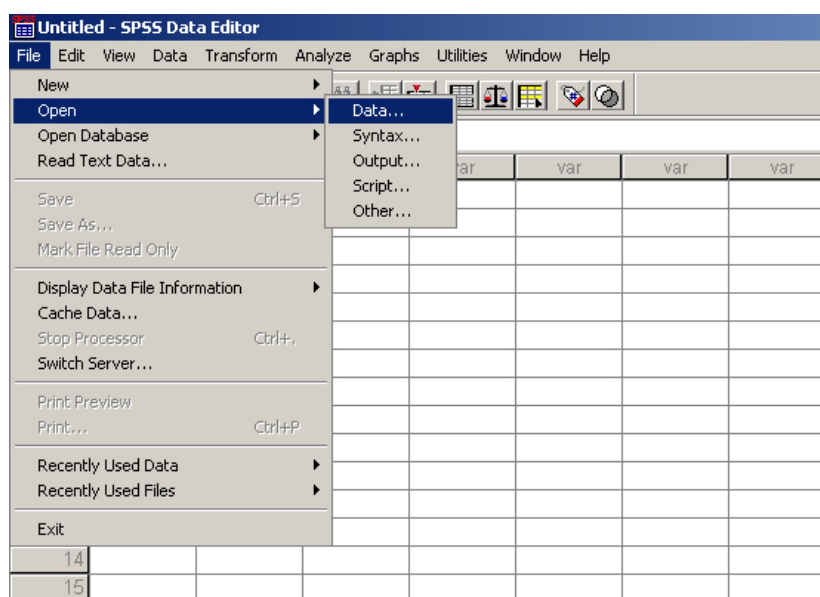 Untitled - SPSS Data Editor
File Edit View Data Transform Analyze Graphs Utilities Window Help
New
Open
Open Database
Read Text Data...
Save Ctrl+S
Save As...
Mark File Read Only
Display Data File Information
Cache Data...
Stop Processor Ctrl+.
Switch Server...
Print Preview
Print... Ctrl+P
Recently Used Data
Recently Used Files
Exit
Data...
Syntax...
Output...
Script...
Other...
var var var var
14
15